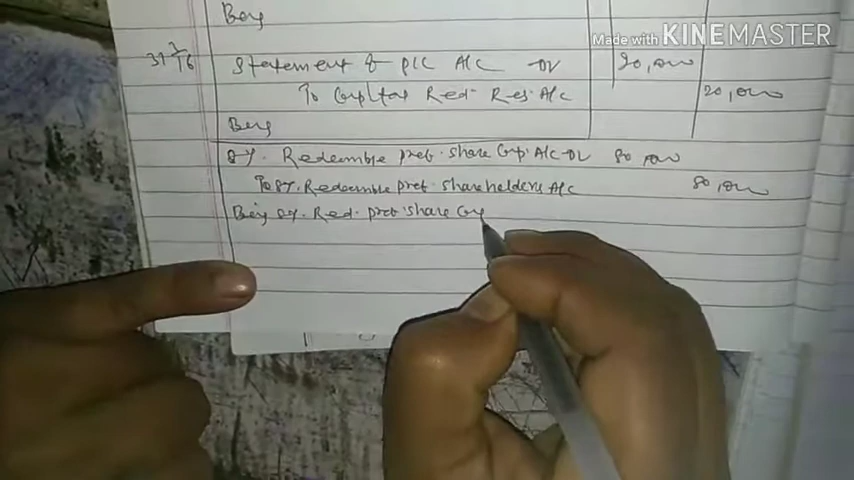 Being
Made with KINEMASTER
31/3/16 Statement of P/L A/C Dr 20,000
To Capital Red. Res. A/c 20,000
Being
8%. Redeemable pref. share Cap. A/C Dr 80,000
To 8%. Redeemable pref. shareholders A/c 80,000
Being 8%. Red. pref. share Cap